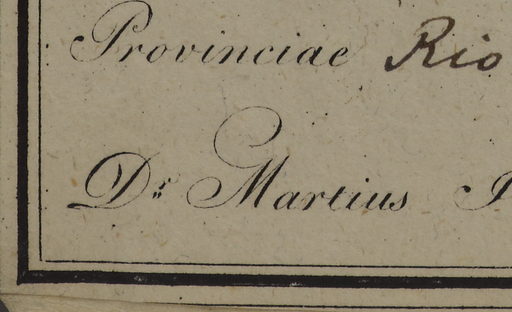 Provinciae Rio
Dr. Martius